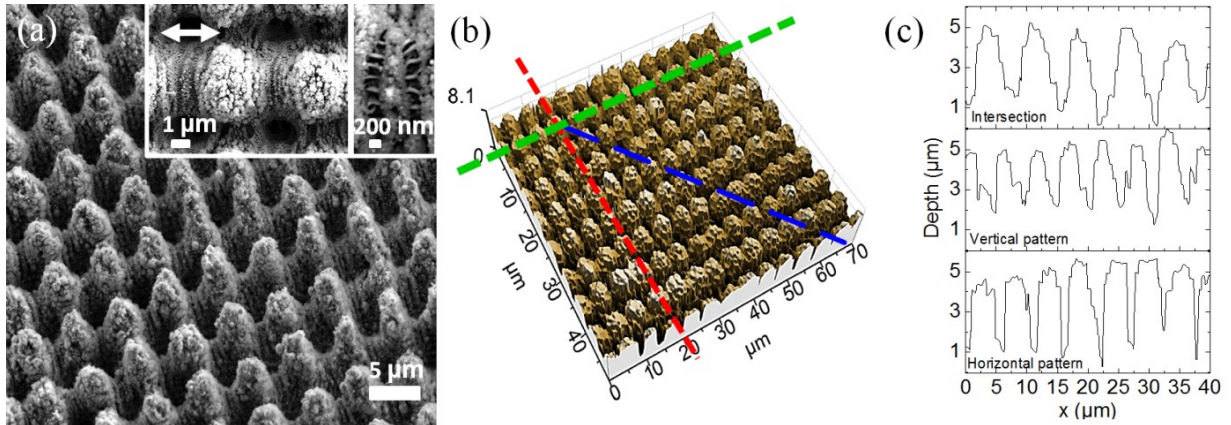 (a)
1 µm
200 nm
5 µm
(b)
8.1
0
0
10
20
30
40
µm
0
10
20
30
40
50
60
70
µm
(c)
5
3
1
Intersection
5
3
1
Vertical pattern
5
3
1
Horizontal pattern
Depth (µm)
0 5 10 15 20 25 30 35 40
x (µm)